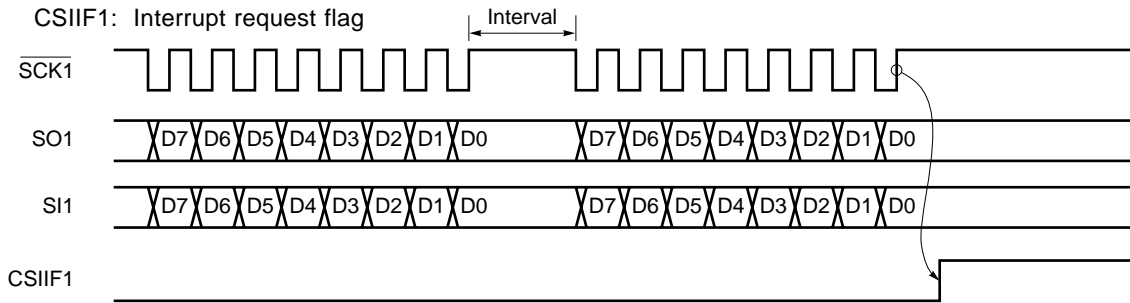 CSIIF1: Interrupt request flag
Interval
SCK1
SO1 D7 D6 D5 D4 D3 D2 D1 D0 D7 D6 D5 D4 D3 D2 D1 D0
SI1 D7 D6 D5 D4 D3 D2 D1 D0 D7 D6 D5 D4 D3 D2 D1 D0
CSIIF1